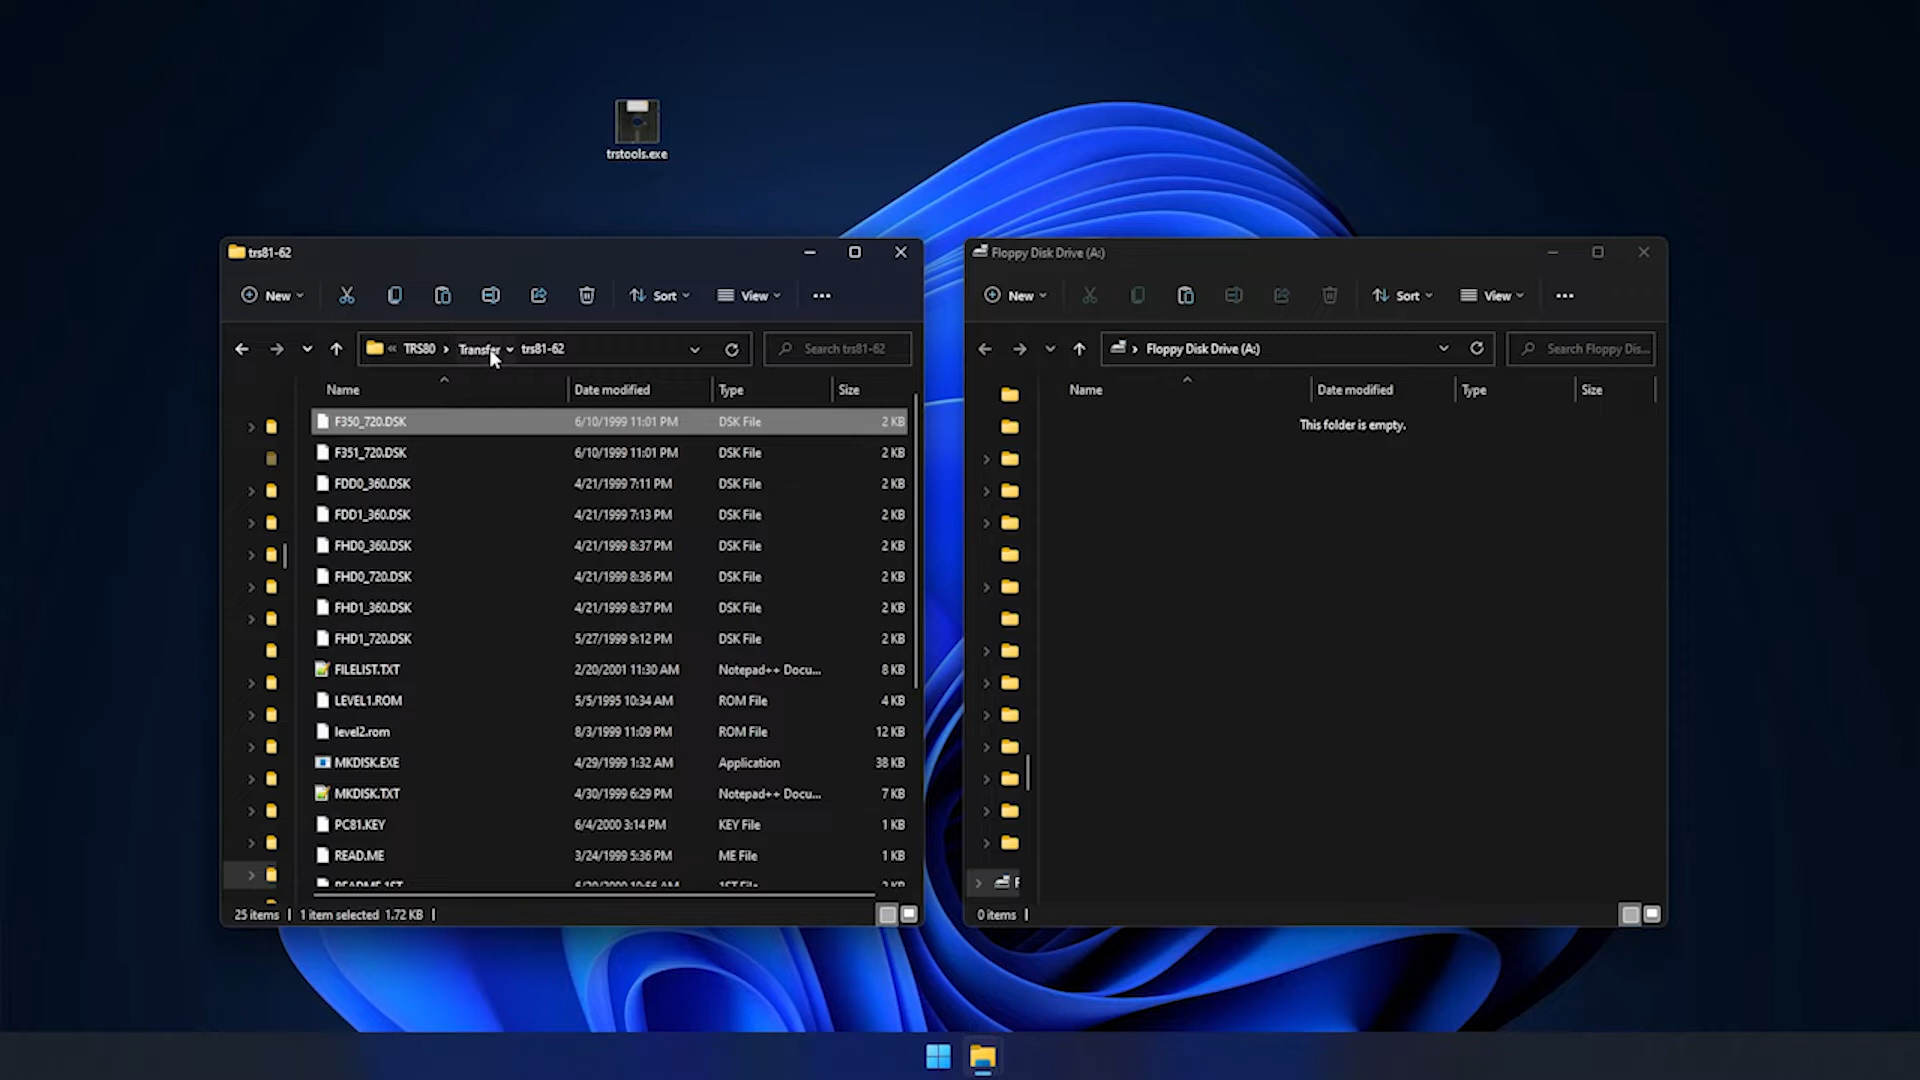 trstools.exe
trs81-62
New
Sort
View
TRS80
Transfer
trs81-62
Search trs81-62
Name
Date modified
Type
Size
F350_720.DSK 6/10/1999 11:01 PM DSK File 2 KB
F351_720.DSK 6/10/1999 11:01 PM DSK File 2 KB
FDD0_360.DSK 4/21/1999 7:11 PM DSK File 2 KB
FDD1_360.DSK 4/21/1999 7:13 PM DSK File 2 KB
FHD0_360.DSK 4/21/1999 8:37 PM DSK File 2 KB
FHD0_720.DSK 4/21/1999 8:36 PM DSK File 2 KB
FHD1_360.DSK 4/21/1999 8:37 PM DSK File 2 KB
FHD1_720.DSK 5/27/1999 9:12 PM DSK File 2 KB
FILELIST.TXT 2/20/2001 11:30 AM Notepad++ Docu... 8 KB
LEVEL1.ROM 5/5/1995 10:34 AM ROM File 4 KB
level2.rom 8/3/1999 11:09 PM ROM File 12 KB
MKDISK.EXE 4/29/1999 1:32 AM Application 38 KB
MKDISK.TXT 4/30/1999 6:29 PM Notepad++ Docu... 7 KB
PC81.KEY 6/4/2000 3:14 PM KEY File 1 KB
READ.ME 3/24/1999 5:36 PM ME File 1 KB
README.1ST 6/20/2000 10:56 AM 1ST File 2 KB
25 items 1 item selected 1.72 KB
Floppy Disk Drive (A:)
New
Sort
View
Floppy Disk Drive (A:)
Search Floppy Dis...
Name
Date modified
Type
Size
This folder is empty.
F
0 items